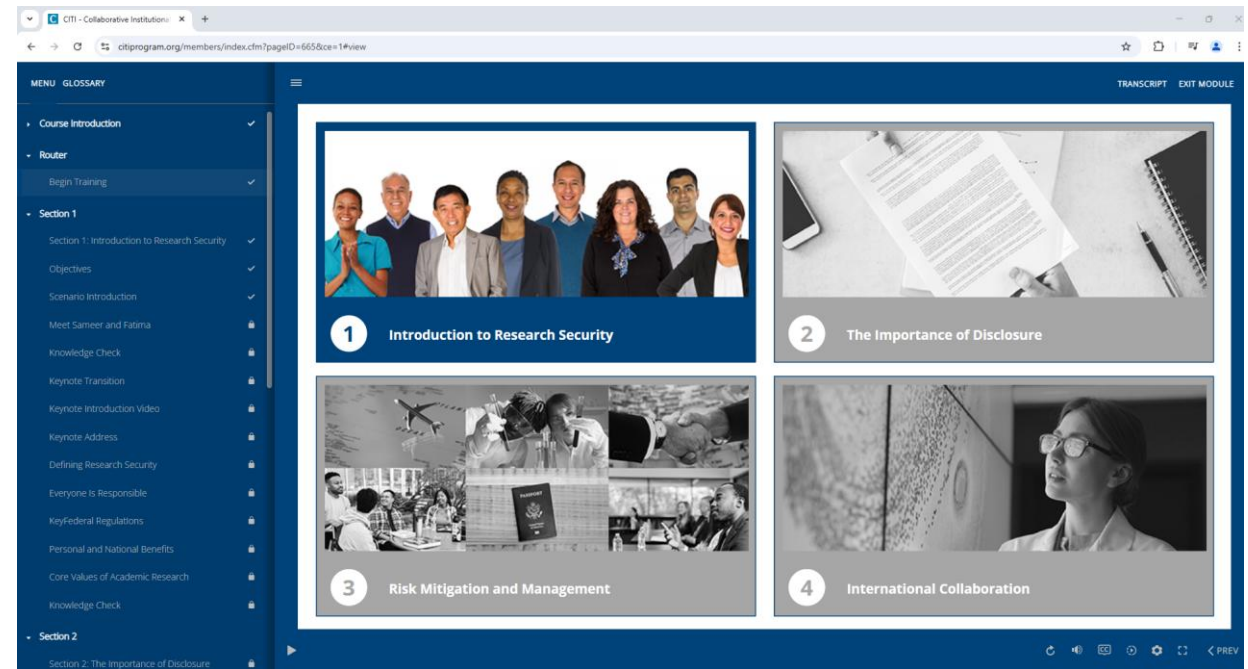 CITI - Collaborative Institutiona
citiprogram.org/members/index.cfm?pageID=665&ce=1#view
MENU GLOSSARY
TRANSCRIPT EXIT MODULE
Course Introduction
Router
Begin Training
Section 1
Section 1: Introduction to Research Security
Objectives
Scenario Introduction
Meet Sameer and Fatima
Knowledge Check
Keynote Transition
Keynote Introduction Video
Keynote Address
Defining Research Security
Everyone Is Responsible
KeyFederal Regulations
Personal and National Benefits
Core Values of Academic Research
Knowledge Check
Section 2
Section 2: The Importance of Disclosure
1 Introduction to Research Security
2 The Importance of Disclosure
PASSPORT
3 Risk Mitigation and Management
4 International Collaboration
CC
PREV